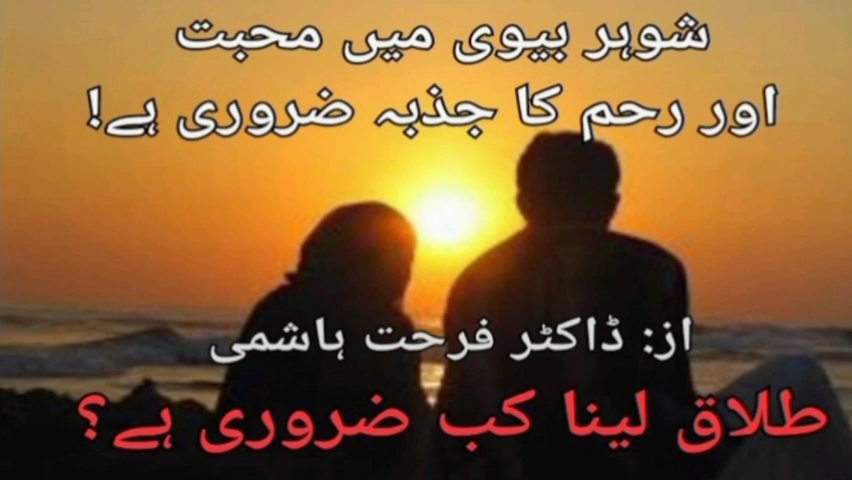 شوہر بیوی میں محبت
اور رحم کا جذبہ ضروری ہے!
از: ڈاکٹر فرحت ہاشمی
طلاق لینا کب ضروری ہے؟